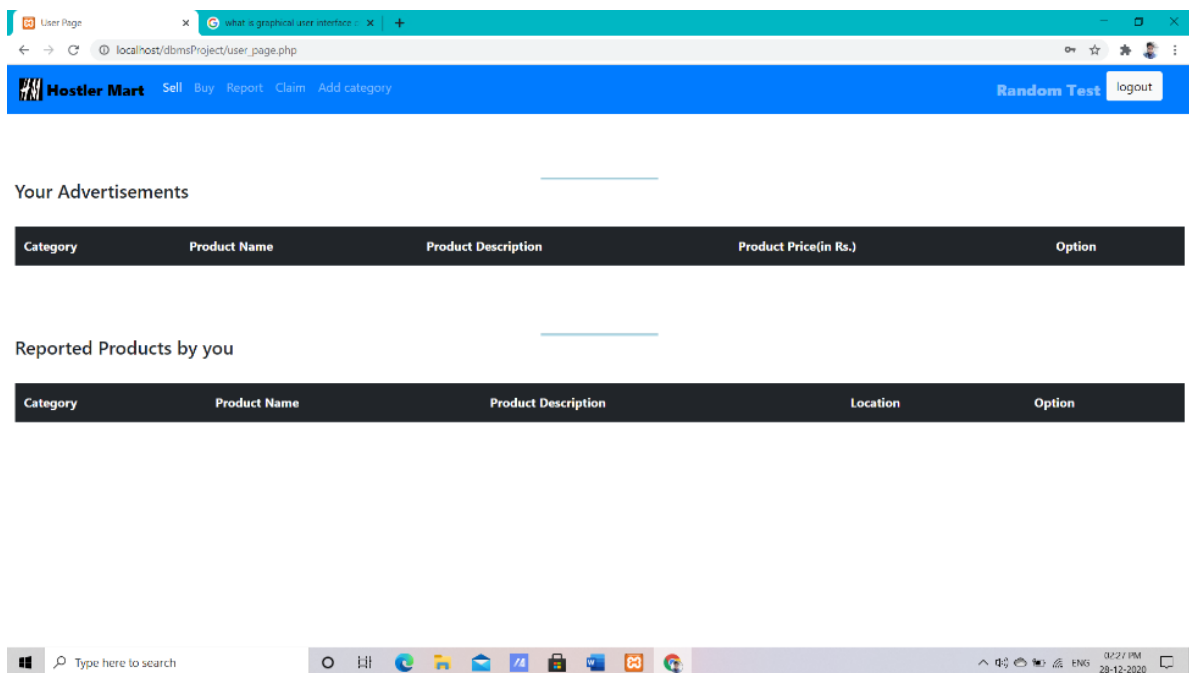 User Page
what is graphical user interface
localhost/dbmsProject/user_page.php
Hostler Mart Sell Buy Report Claim Add category Random Test logout
Your Advertisements
Category Product Name Product Description Product Price(in Rs.) Option
Reported Products by you
Category Product Name Product Description Location Option
Type here to search
ENG
02:27 PM
28-12-2020